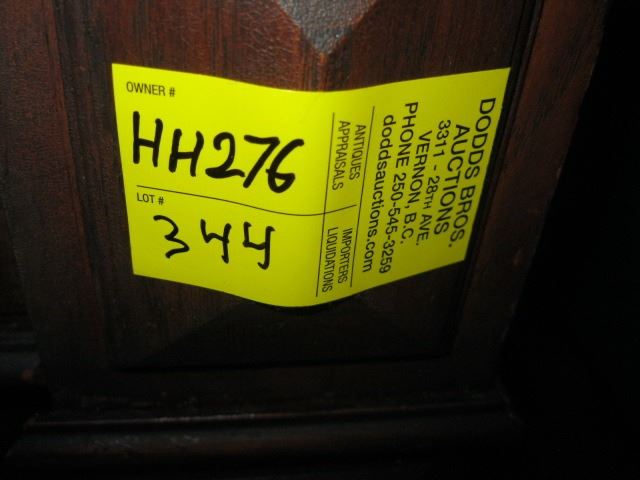 OWNER #
HH276
LOT #
344
ANTIQUES
APPRAISALS
IMPORTERS
LIQUIDATIONS
DODDS BROS.
AUCTIONS
3311 - 28TH AVE.
VERNON, B.C.
PHONE 250-545-3259
doddsauctions.com